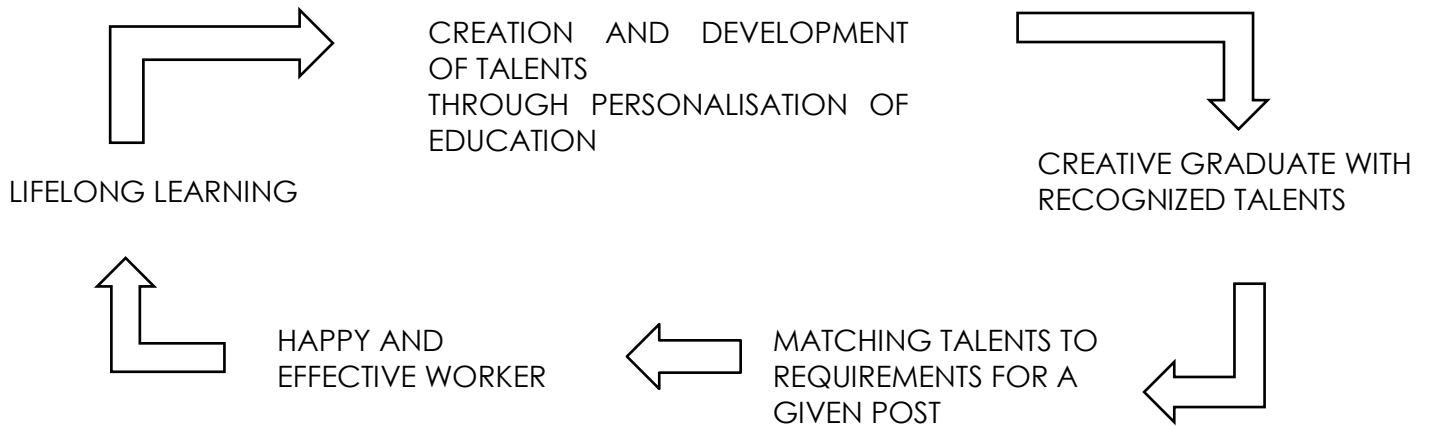 CREATION AND DEVELOPMENT
OF TALENTS
THROUGH PERSONALISATION OF
EDUCATION
CREATIVE GRADUATE WITH
RECOGNIZED TALENTS
MATCHING TALENTS TO
REQUIREMENTS FOR A
GIVEN POST
HAPPY AND
EFFECTIVE WORKER
LIFELONG LEARNING